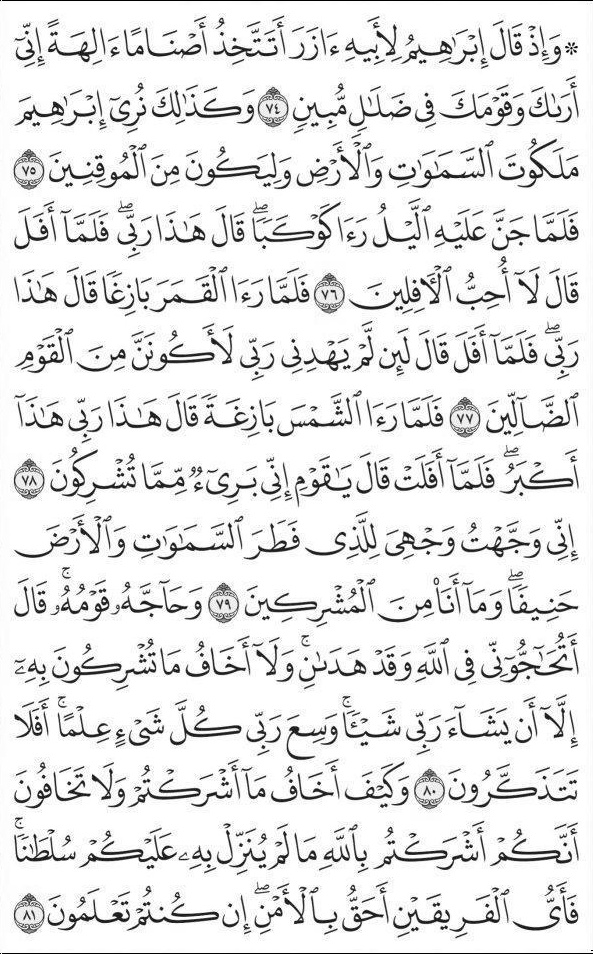 ۞ وَإِذْ قَالَ إِبْرَٰهِيمُ لِأَبِيهِ ءَازَرَ أَتَتَّخِذُ أَصْنَامًا ءَالِهَةً إِنِّىٓ
أَرَىٰكَ وَقَوْمَكَ فِى ضَلَـٰلٍ مُّبِينٍ ٧٤ وَكَذَٰلِكَ نُرِىٓ إِبْرَٰهِيمَ
مَلَكُوتَ ٱلسَّمَـٰوَٰتِ وَٱلْأَرْضِ وَلِيَكُونَ مِنَ ٱلْمُوقِنِينَ ٧٥
فَلَمَّا جَنَّ عَلَيْهِ ٱلَّيْلُ رَءَا كَوْكَبًا ۖ قَالَ هَـٰذَا رَبِّى ۖ فَلَمَّآ أَفَلَ
قَالَ لَآ أُحِبُّ ٱلْـَٔافِلِينَ ٧٦ فَلَمَّا رَءَا ٱلْقَمَرَ بَازِغًا قَالَ هَـٰذَا
رَبِّى ۖ فَلَمَّآ أَفَلَ قَالَ لَئِن لَّمْ يَهْدِنِى رَبِّى لَأَكُونَنَّ مِنَ ٱلْقَوْمِ
ٱلضَّآلِّينَ ٧٧ فَلَمَّا رَءَا ٱلشَّمْسَ بَازِغَةً قَالَ هَـٰذَا رَبِّى هَـٰذَآ
أَكْبَرُ ۖ فَلَمَّآ أَفَلَتْ قَالَ يَـٰقَوْمِ إِنِّى بَرِىٓءٌ مِّمَّا تُشْرِكُونَ ٧٨
إِنِّى وَجَّهْتُ وَجْهِىَ لِلَّذِى فَطَرَ ٱلسَّمَـٰوَٰتِ وَٱلْأَرْضَ
حَنِيفًا ۖ وَمَآ أَنَا۠ مِنَ ٱلْمُشْرِكِينَ ٧٩ وَحَآجَّهُۥ قَوْمُهُۥ ۚ قَالَ
أَتُحَـٰٓجُّوٓنِّى فِى ٱللَّهِ وَقَدْ هَدَىٰنِ ۚ وَلَآ أَخَافُ مَا تُشْرِكُونَ بِهِۦٓ
إِلَّآ أَن يَشَآءَ رَبِّى شَيْـًٔا ۗ وَسِعَ رَبِّى كُلَّ شَىْءٍ عِلْمًا ۗ أَفَلَا
تَتَذَكَّرُونَ ٨٠ وَكَيْفَ أَخَافُ مَآ أَشْرَكْتُمْ وَلَا تَخَافُونَ
أَنَّكُمْ أَشْرَكْتُم بِٱللَّهِ مَا لَمْ يُنَزِّلْ بِهِۦ عَلَيْكُمْ سُلْطَـٰنًا ۚ
فَأَىُّ ٱلْفَرِيقَيْنِ أَحَقُّ بِٱلْأَمْنِ ۖ إِن كُنتُمْ تَعْلَمُونَ ٨١